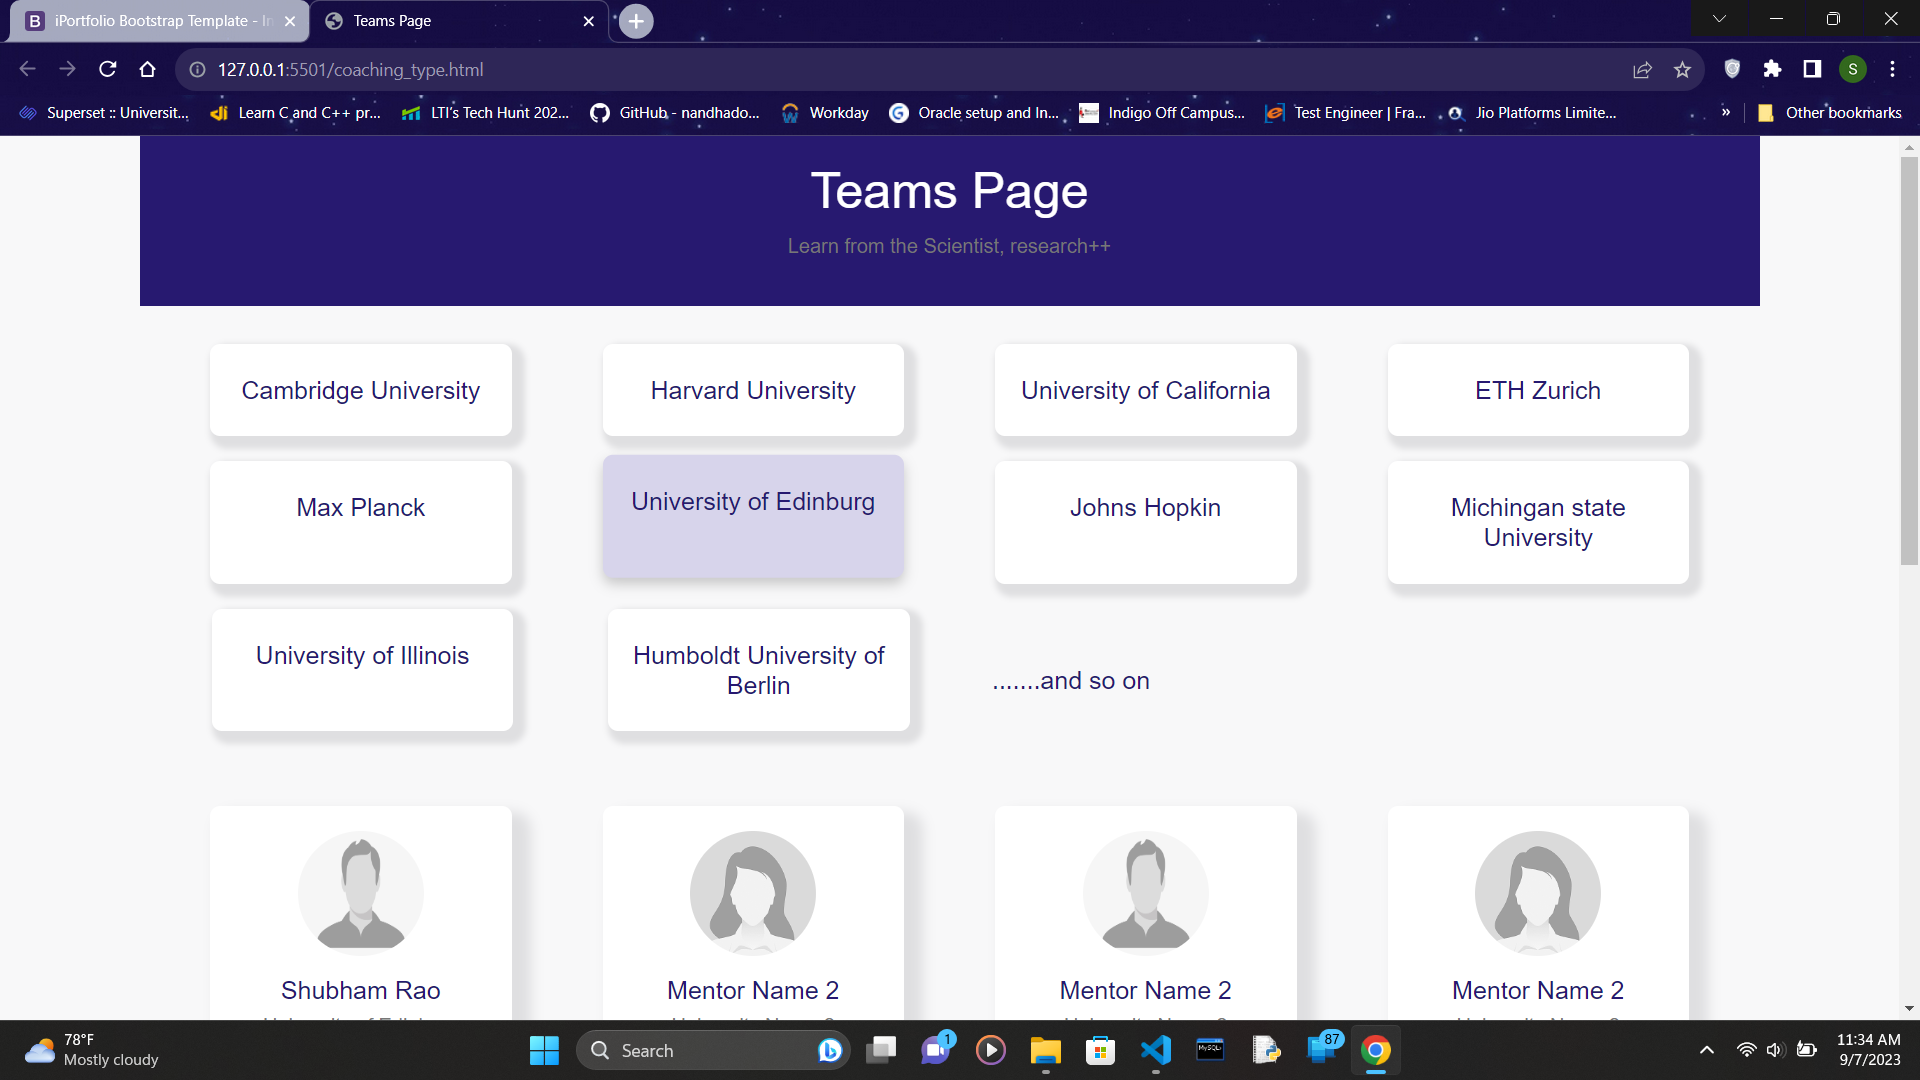 iPortfolio Bootstrap Template - In
Teams Page
127.0.0.1:5501/coaching_type.html
S
Superset :: Universit...
Learn C and C++ pr...
LTI's Tech Hunt 202...
GitHub - nandhado...
Workday
Oracle setup and In...
Indigo Off Campus...
Test Engineer | Fra...
Jio Platforms Limite...
»
Other bookmarks
Teams Page
Learn from the Scientist, research++
Cambridge University
Harvard University
University of California
ETH Zurich
Max Planck
University of Edinburg
Johns Hopkin
Michingan state
University
University of Illinois
Humboldt University of
Berlin
.......and so on
Shubham Rao
Mentor Name 2
Mentor Name 2
Mentor Name 2
78°F
Mostly cloudy
Search
1
MySQL
87
11:34 AM
9/7/2023